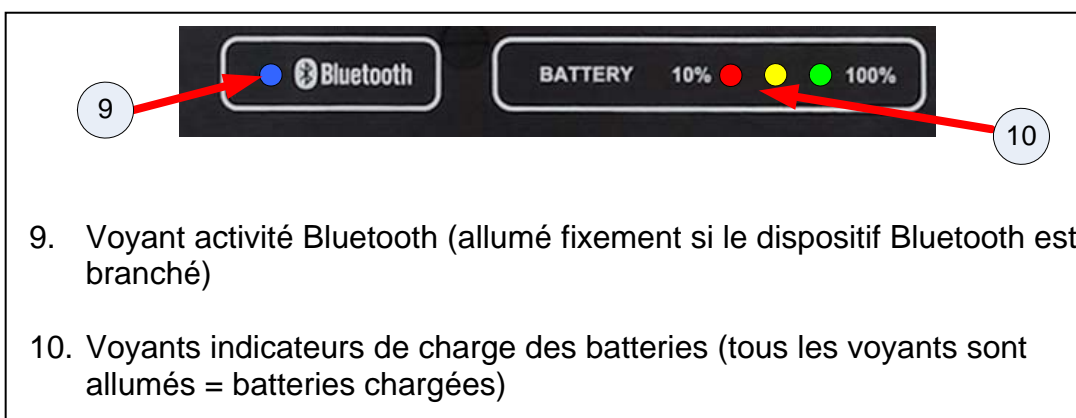 Bluetooth
BATTERY 10% 100%
9
10
9. Voyant activité Bluetooth (allumé fixement si le dispositif Bluetooth est
branché)
10. Voyants indicateurs de charge des batteries (tous les voyants sont
allumés = batteries chargées)